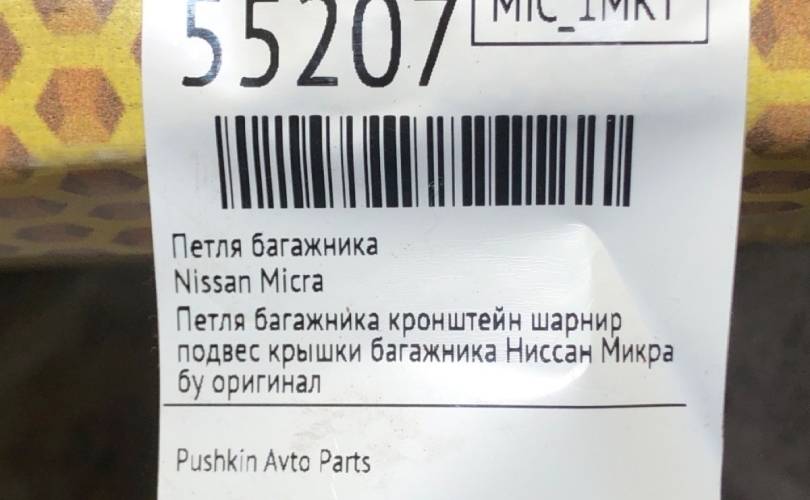 55207
MIC_1MKT
Петля багажника
Nissan Micra
Петля багажника кронштейн шарнир
подвес крышки багажника Ниссан Микра
бу оригинал
Pushkin Avto Parts